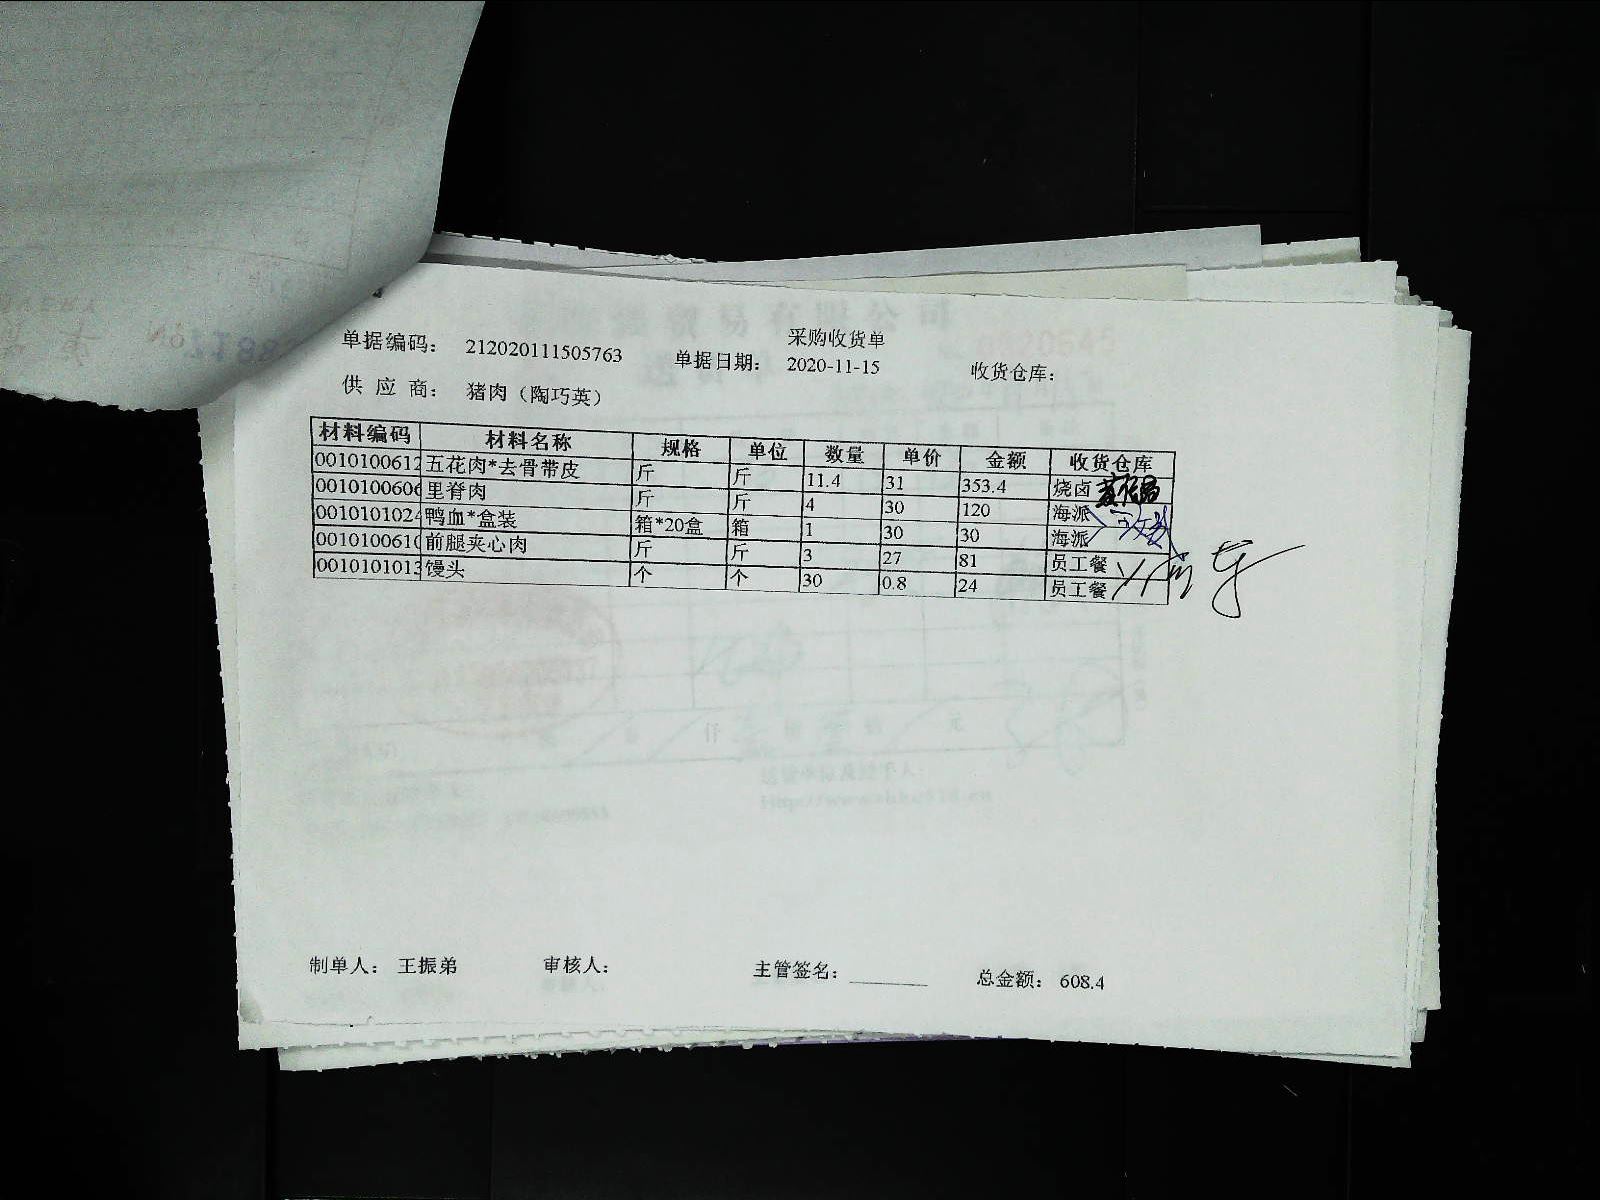 采购收货单
单据编码： 212020111505763 单据日期： 2020-11-15 收货仓库：
供 应 商： 猪肉（陶巧英）
材料编码 材料名称 规格 单位 数量 单价 金额 收货仓库
0010100612 五花肉*去骨带皮 斤 斤 11.4 31 353.4 烧卤
0010100606 里脊肉 斤 斤 4 30 120 海派
0010101024 鸭血*盒装 箱*20盒 箱 1 30 30 海派
0010100610 前腿夹心肉 斤 斤 3 27 81 员工餐
0010101013 馒头 个 个 30 0.8 24 员工餐
制单人： 王振弟 审核人： 主管签名： 总金额： 608.4